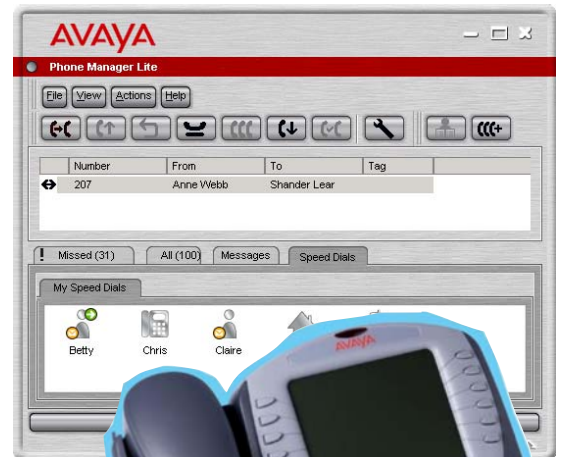 AVAYA
Phone Manager Lite
File View Actions Help
Number From To Tag
207 Anne Webb Shander Lear
! Missed (31) All (100) Messages Speed Dials
My Speed Dials
Betty Chris Claire
AVAYA